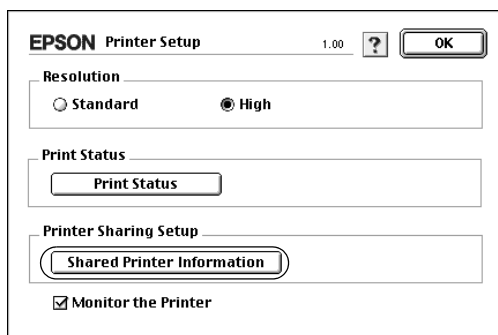 EPSON Printer Setup 1.00 ? OK
Resolution
Standard High
Print Status
Print Status
Printer Sharing Setup
Shared Printer Information
Monitor the Printer